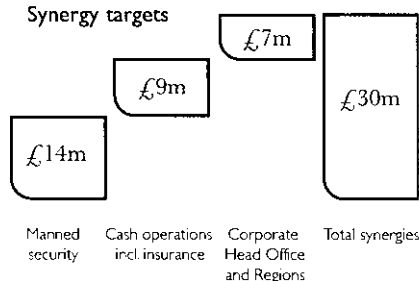 Synergy targets
£7m
£9m
£30m
£14m
Manned
security
Cash operations
incl. insurance
Corporate
Head Office
and Regions
Total synergies